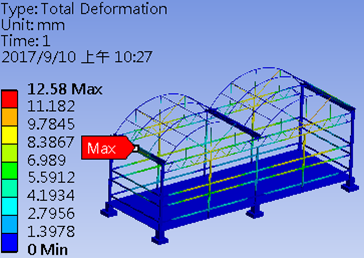 Type: Total Deformation
Unit: mm
Time: 1
2017/9/10 上午 10:27
12.58 Max
11.182
9.7845
8.3867
6.989
5.5912
4.1934
2.7956
1.3978
0 Min
Max